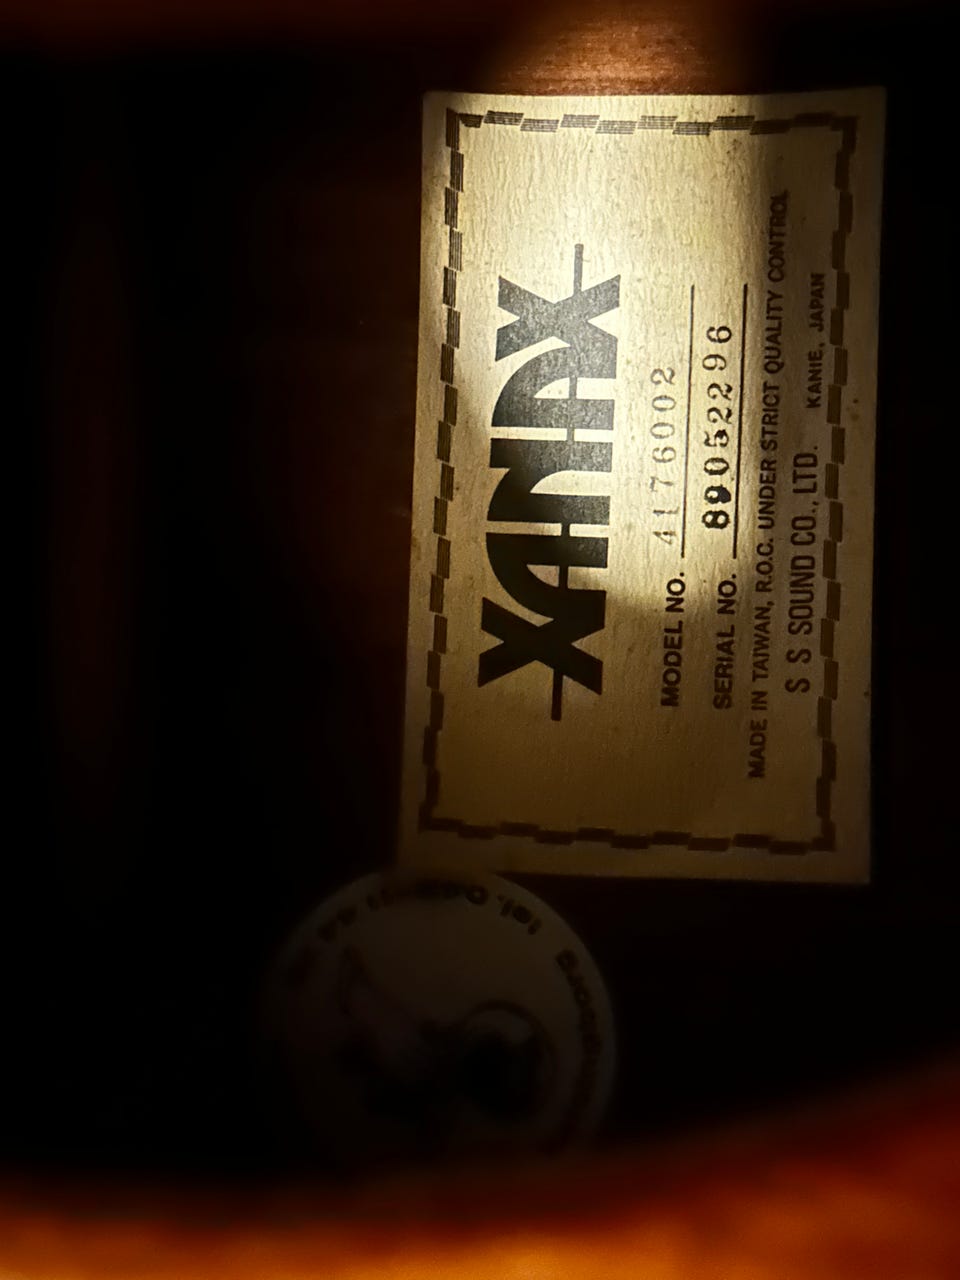 XANAX
MODEL NO. 4176002
SERIAL NO. 89052296
MADE IN TAIWAN, R.O.C. UNDER STRICT QUALITY CONTROL
S S SOUND CO., LTD. KANIE, JAPAN
Tel.